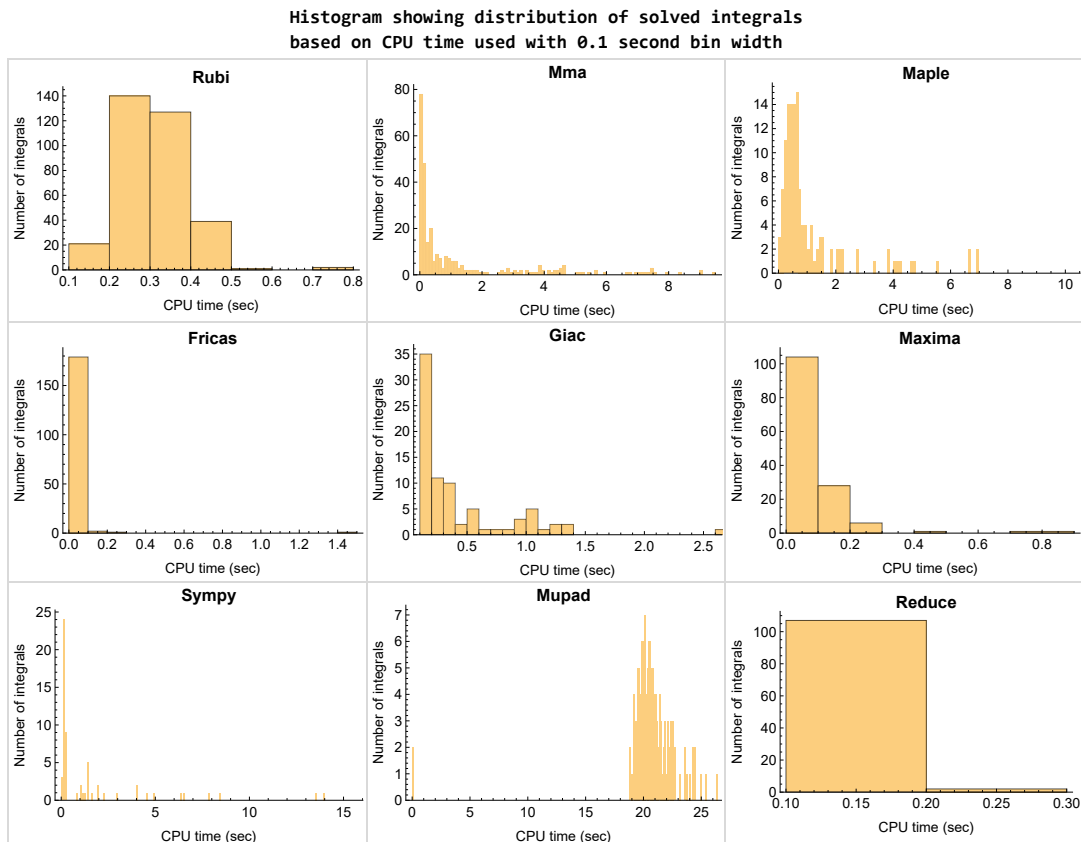 Histogram showing distribution of solved integrals
based on CPU time used with 0.1 second bin width
Rubi
Number of integrals
140
120
100
80
60
40
20
0
0.1 0.2 0.3 0.4 0.5 0.6 0.7 0.8
CPU time (sec)
Mma
Number of integrals
80
60
40
20
0
0 2 4 6 8
CPU time (sec)
Maple
Number of integrals
14
12
10
8
6
4
2
0
0 2 4 6 8 10
CPU time (sec)
Fricas
Number of integrals
150
100
50
0
0.0 0.2 0.4 0.6 0.8 1.0 1.2 1.4
CPU time (sec)
Giac
Number of integrals
35
30
25
20
15
10
5
0
0.5 1.0 1.5 2.0 2.5
CPU time (sec)
Maxima
Number of integrals
100
80
60
40
20
0
0.0 0.2 0.4 0.6 0.8
CPU time (sec)
Sympy
Number of integrals
25
20
15
10
5
0
0 5 10 15
CPU time (sec)
Mupad
Number of integrals
7
6
5
4
3
2
1
0
0 5 10 15 20 25
CPU time (sec)
Reduce
Number of integrals
100
80
60
40
20
0
0.10 0.15 0.20 0.25 0.30
CPU time (sec)